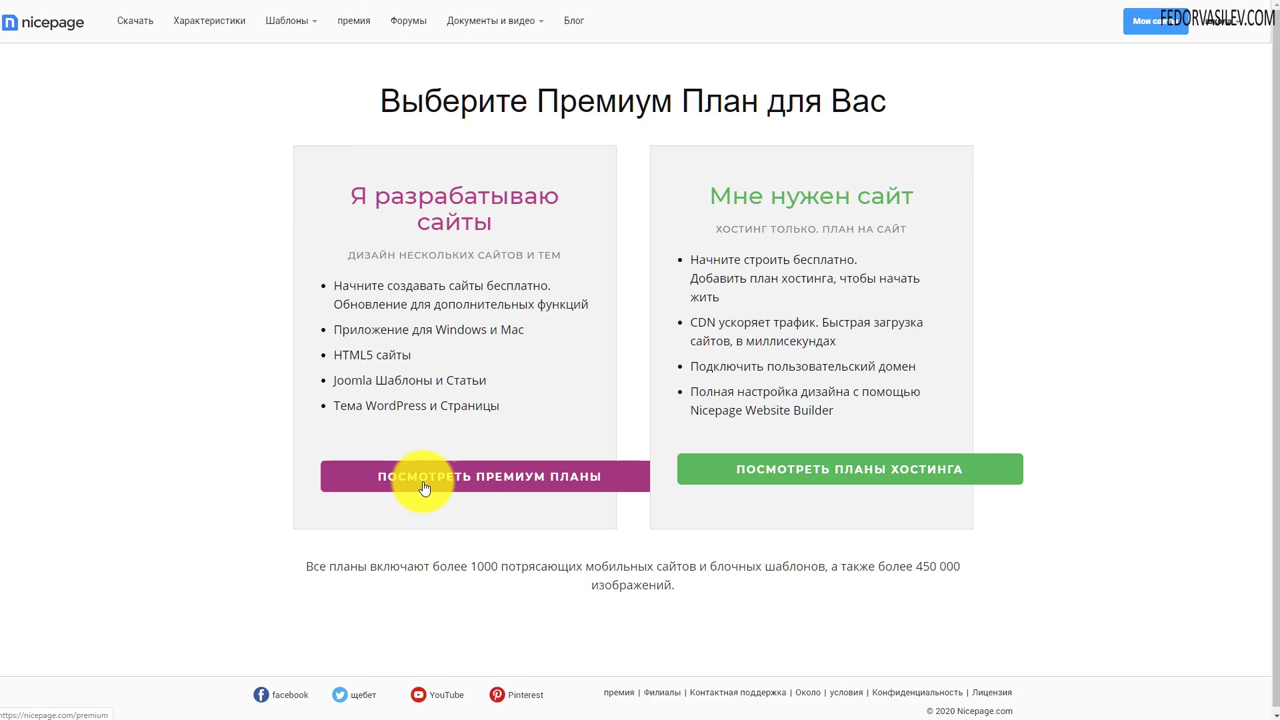 nicepage
Скачать
Характеристики
Шаблоны
премия
Форумы
Документы и видео
Блог
FEDORVASILEV.COM
Выберите Премиум План для Вас
Я разрабатываю
сайты
ДИЗАЙН НЕСКОЛЬКИХ САЙТОВ И ТЕМ
Начните создавать сайты бесплатно.
Обновление для дополнительных функций
Приложение для Windows и Mac
HTML5 сайты
Joomla Шаблоны и Статьи
Тема WordPress и Страницы
ПОСМОТРЕТЬ ПРЕМИУМ ПЛАНЫ
Мне нужен сайт
ХОСТИНГ ТОЛЬКО. ПЛАН НА САЙТ
Начните строить бесплатно.
Добавить план хостинга, чтобы начать
жить
CDN ускоряет трафик. Быстрая загрузка
сайтов, в миллисекундах
Подключить пользовательский домен
Полная настройка дизайна с помощью
Nicepage Website Builder
ПОСМОТРЕТЬ ПЛАНЫ ХОСТИНГА
Все планы включают более 1000 потрясающих мобильных сайтов и блочных шаблонов, а также более 450 000
изображений.
facebook
щебет
YouTube
Pinterest
премия | Филиалы | Контактная поддержка | Около | условия | Конфиденциальность | Лицензия
© 2020 Nicepage.com
https://nicepage.com/premium